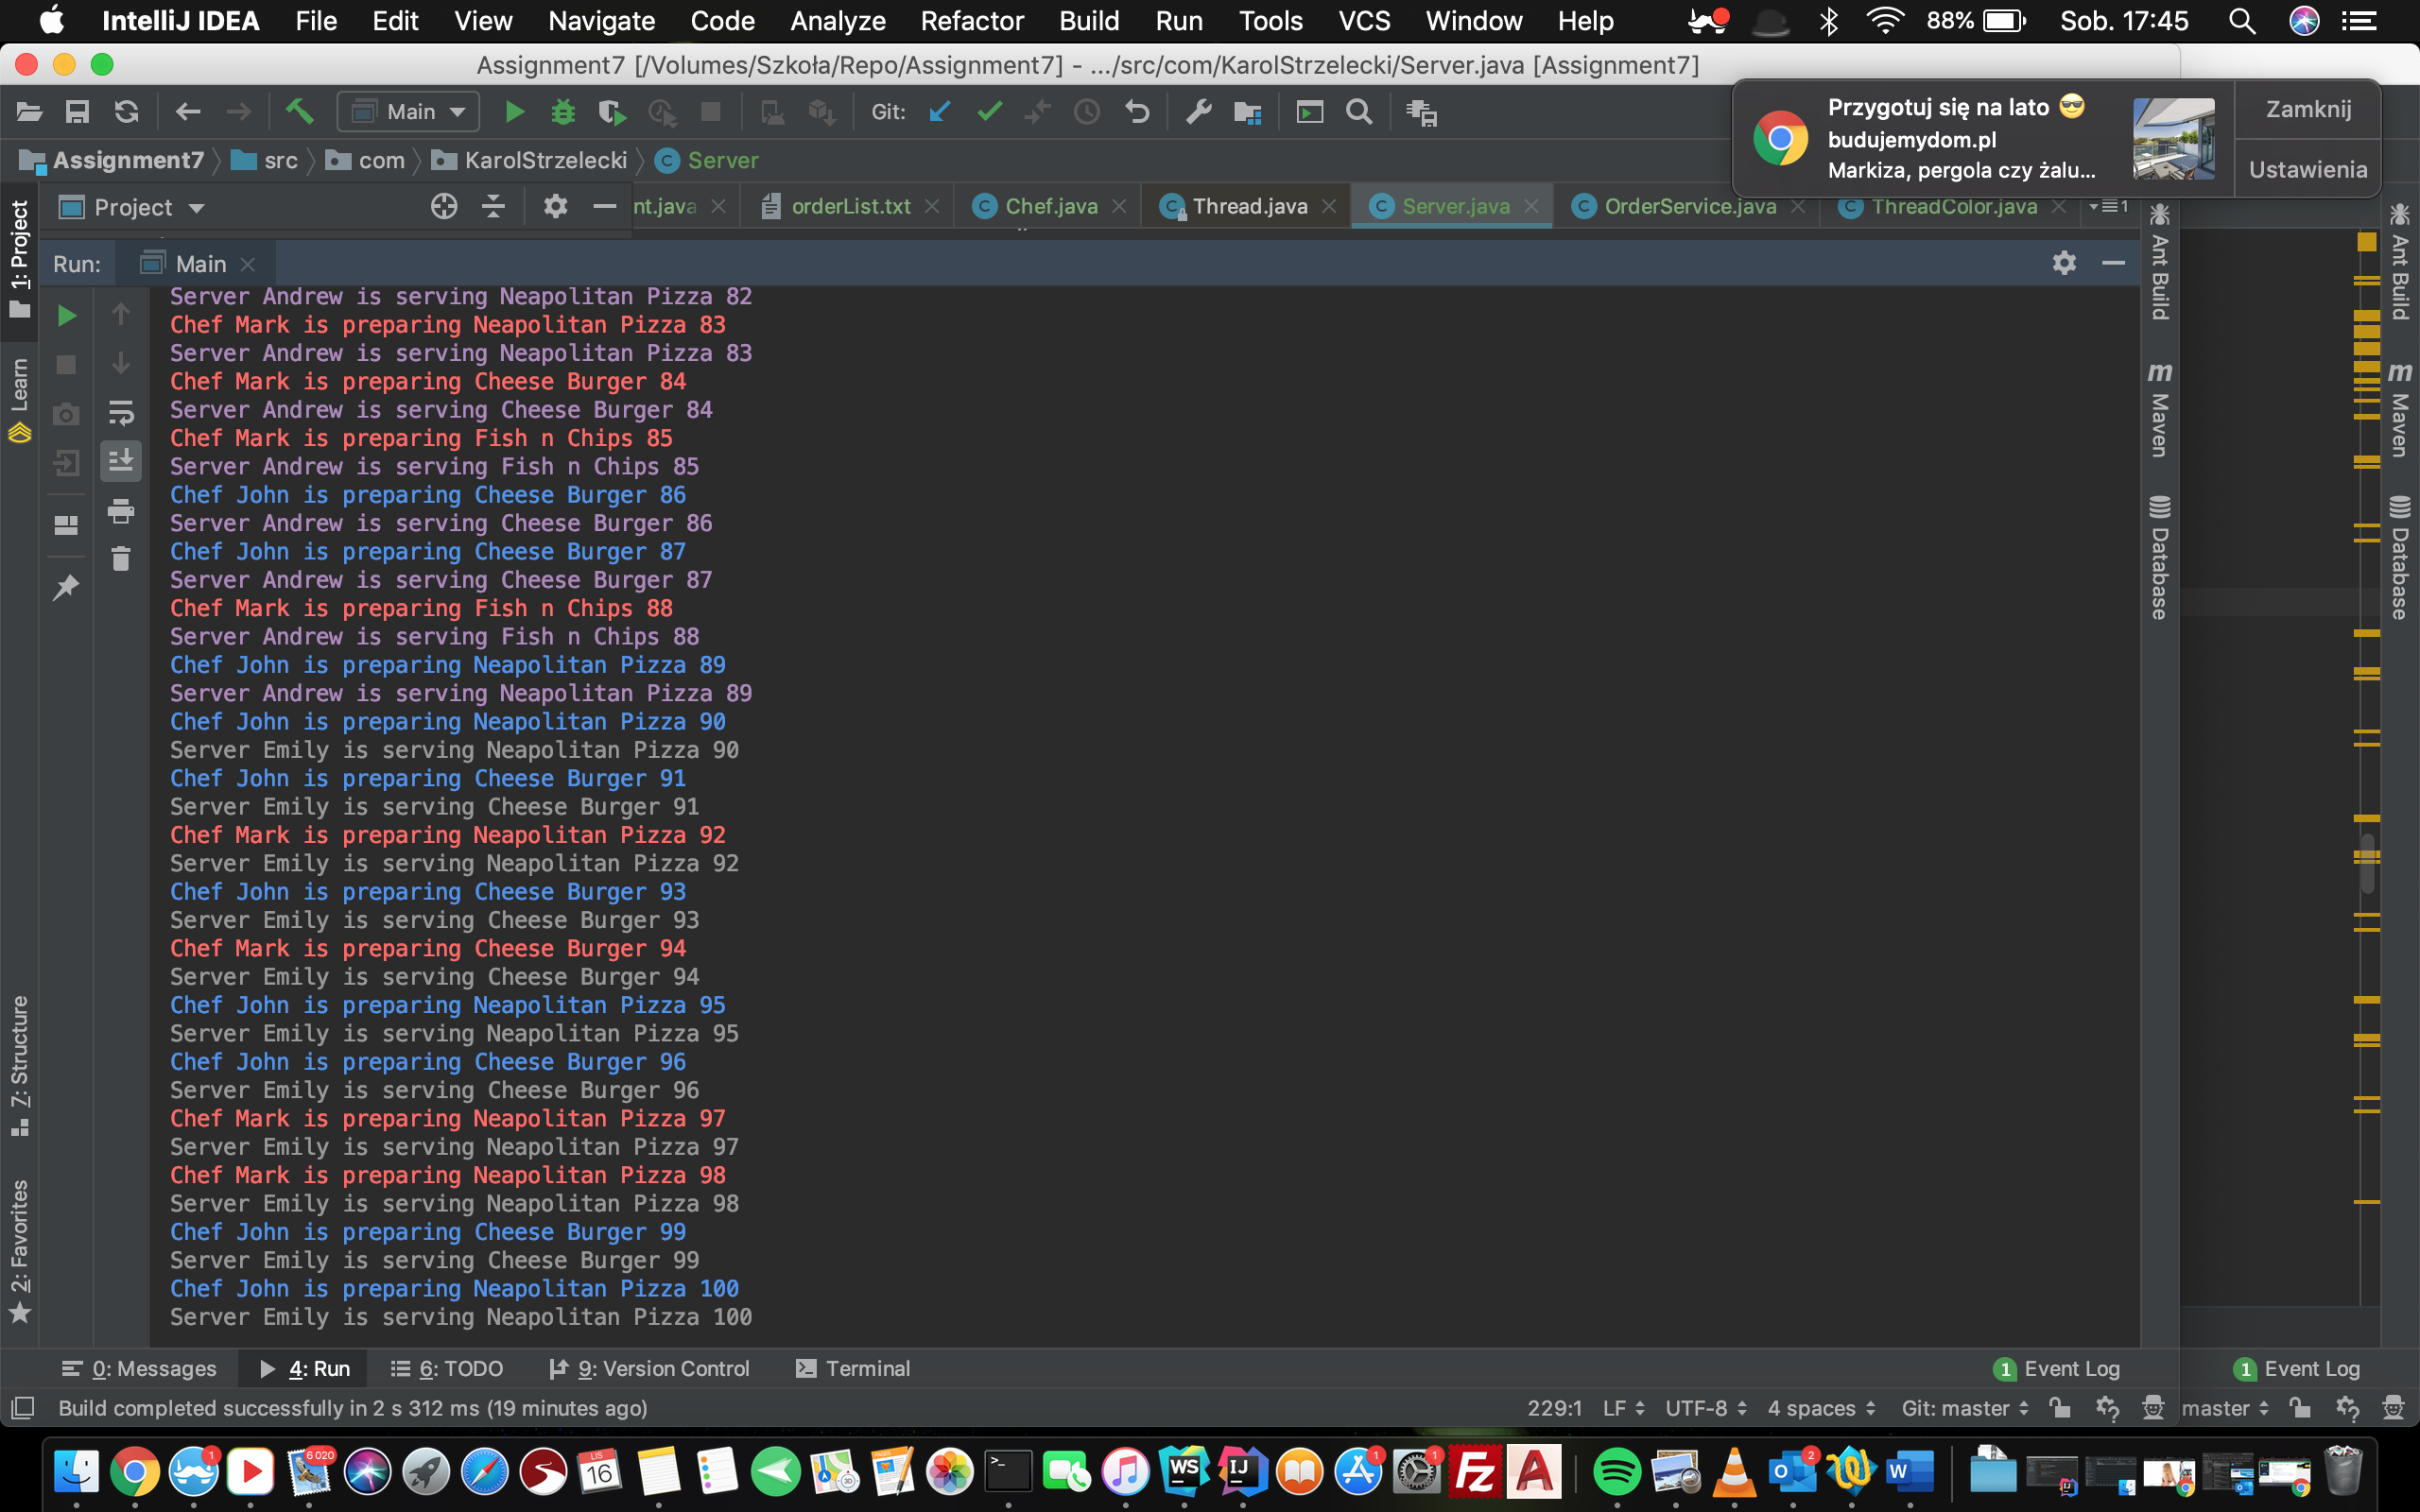 IntelliJ IDEA File Edit View Navigate Code Analyze Refactor Build Run Tools VCS Window Help 88% Sob. 17:45
Assignment7 [/Volumes/Szkoła/Repo/Assignment7] - .../src/com/KarolStrzelecki/Server.java [Assignment7]
Main Git:
Przygotuj się na lato 😎
budujemydom.pl
Markiza, pergola czy żalu...
Zamknij
Ustawienia
Assignment7 src com KarolStrzelecki Server
Project nt.java orderList.txt Chef.java Thread.java Server.java OrderService.java ThreadColor.java 1
Run: Main
Server Andrew is serving Neapolitan Pizza 82
Chef Mark is preparing Neapolitan Pizza 83
Server Andrew is serving Neapolitan Pizza 83
Chef Mark is preparing Cheese Burger 84
Server Andrew is serving Cheese Burger 84
Chef Mark is preparing Fish n Chips 85
Server Andrew is serving Fish n Chips 85
Chef John is preparing Cheese Burger 86
Server Andrew is serving Cheese Burger 86
Chef John is preparing Cheese Burger 87
Server Andrew is serving Cheese Burger 87
Chef Mark is preparing Fish n Chips 88
Server Andrew is serving Fish n Chips 88
Chef John is preparing Neapolitan Pizza 89
Server Andrew is serving Neapolitan Pizza 89
Chef John is preparing Neapolitan Pizza 90
Server Emily is serving Neapolitan Pizza 90
Chef John is preparing Cheese Burger 91
Server Emily is serving Cheese Burger 91
Chef Mark is preparing Neapolitan Pizza 92
Server Emily is serving Neapolitan Pizza 92
Chef John is preparing Cheese Burger 93
Server Emily is serving Cheese Burger 93
Chef Mark is preparing Cheese Burger 94
Server Emily is serving Cheese Burger 94
Chef John is preparing Neapolitan Pizza 95
Server Emily is serving Neapolitan Pizza 95
Chef John is preparing Cheese Burger 96
Server Emily is serving Cheese Burger 96
Chef Mark is preparing Neapolitan Pizza 97
Server Emily is serving Neapolitan Pizza 97
Chef Mark is preparing Neapolitan Pizza 98
Server Emily is serving Neapolitan Pizza 98
Chef John is preparing Cheese Burger 99
Server Emily is serving Cheese Burger 99
Chef John is preparing Neapolitan Pizza 100
Server Emily is serving Neapolitan Pizza 100
1: Project
Learn
7: Structure
2: Favorites
Ant Build
m Maven
Database
Ant Build
m Maven
Database
0: Messages 4: Run 6: TODO 9: Version Control Terminal 1 Event Log 1 Event Log
Build completed successfully in 2 s 312 ms (19 minutes ago) 229:1 LF UTF-8 4 spaces Git: master master
1 6 020 LIS 16 WS IJ 1 1 Fz A 2 W